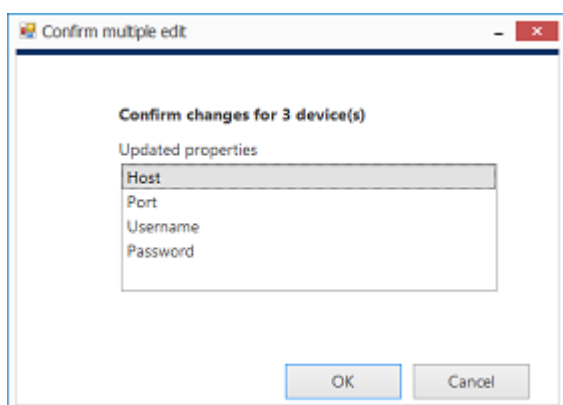 Confirm multiple edit
Confirm changes for 3 device(s)
Updated properties
Host
Port
Username
Password
OK Cancel